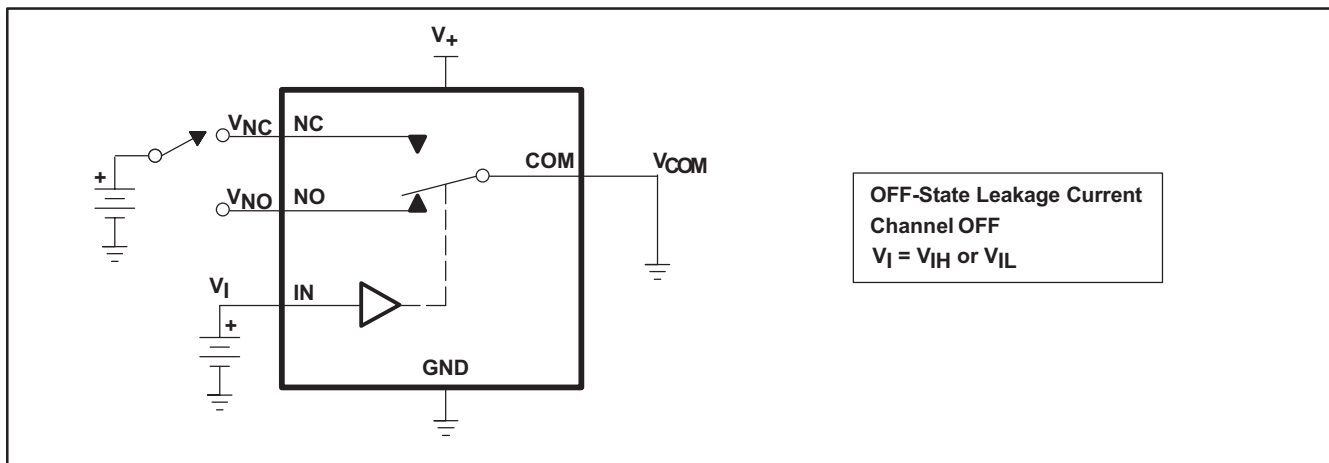 V+
VNC NC
+
COM VCOM
VNO NO
VI IN
+
GND
OFF-State Leakage Current
Channel OFF
VI = VIH or VIL